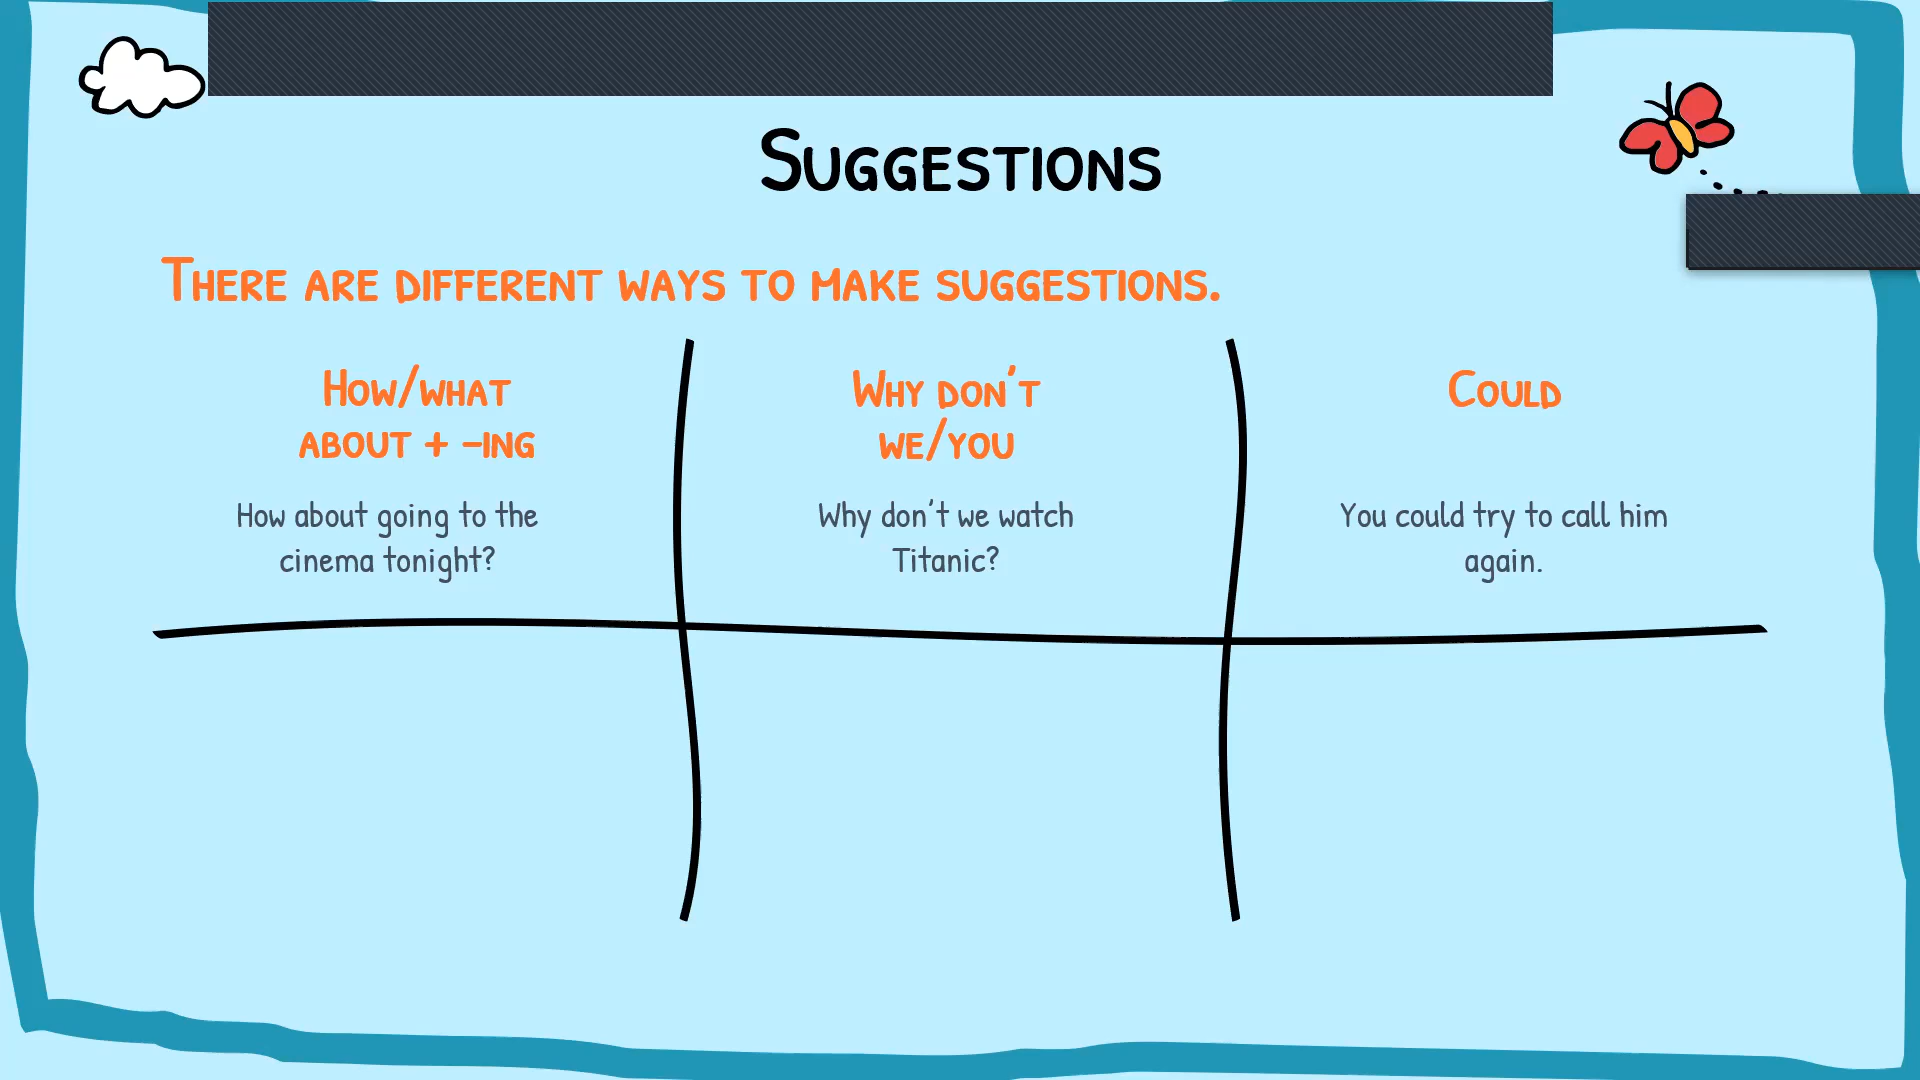 Suggestions
There are different ways to make suggestions.
How/what
about + -ing
Why don't
we/you
Could
How about going to the
cinema tonight?
Why don't we watch
Titanic?
You could try to call him
again.